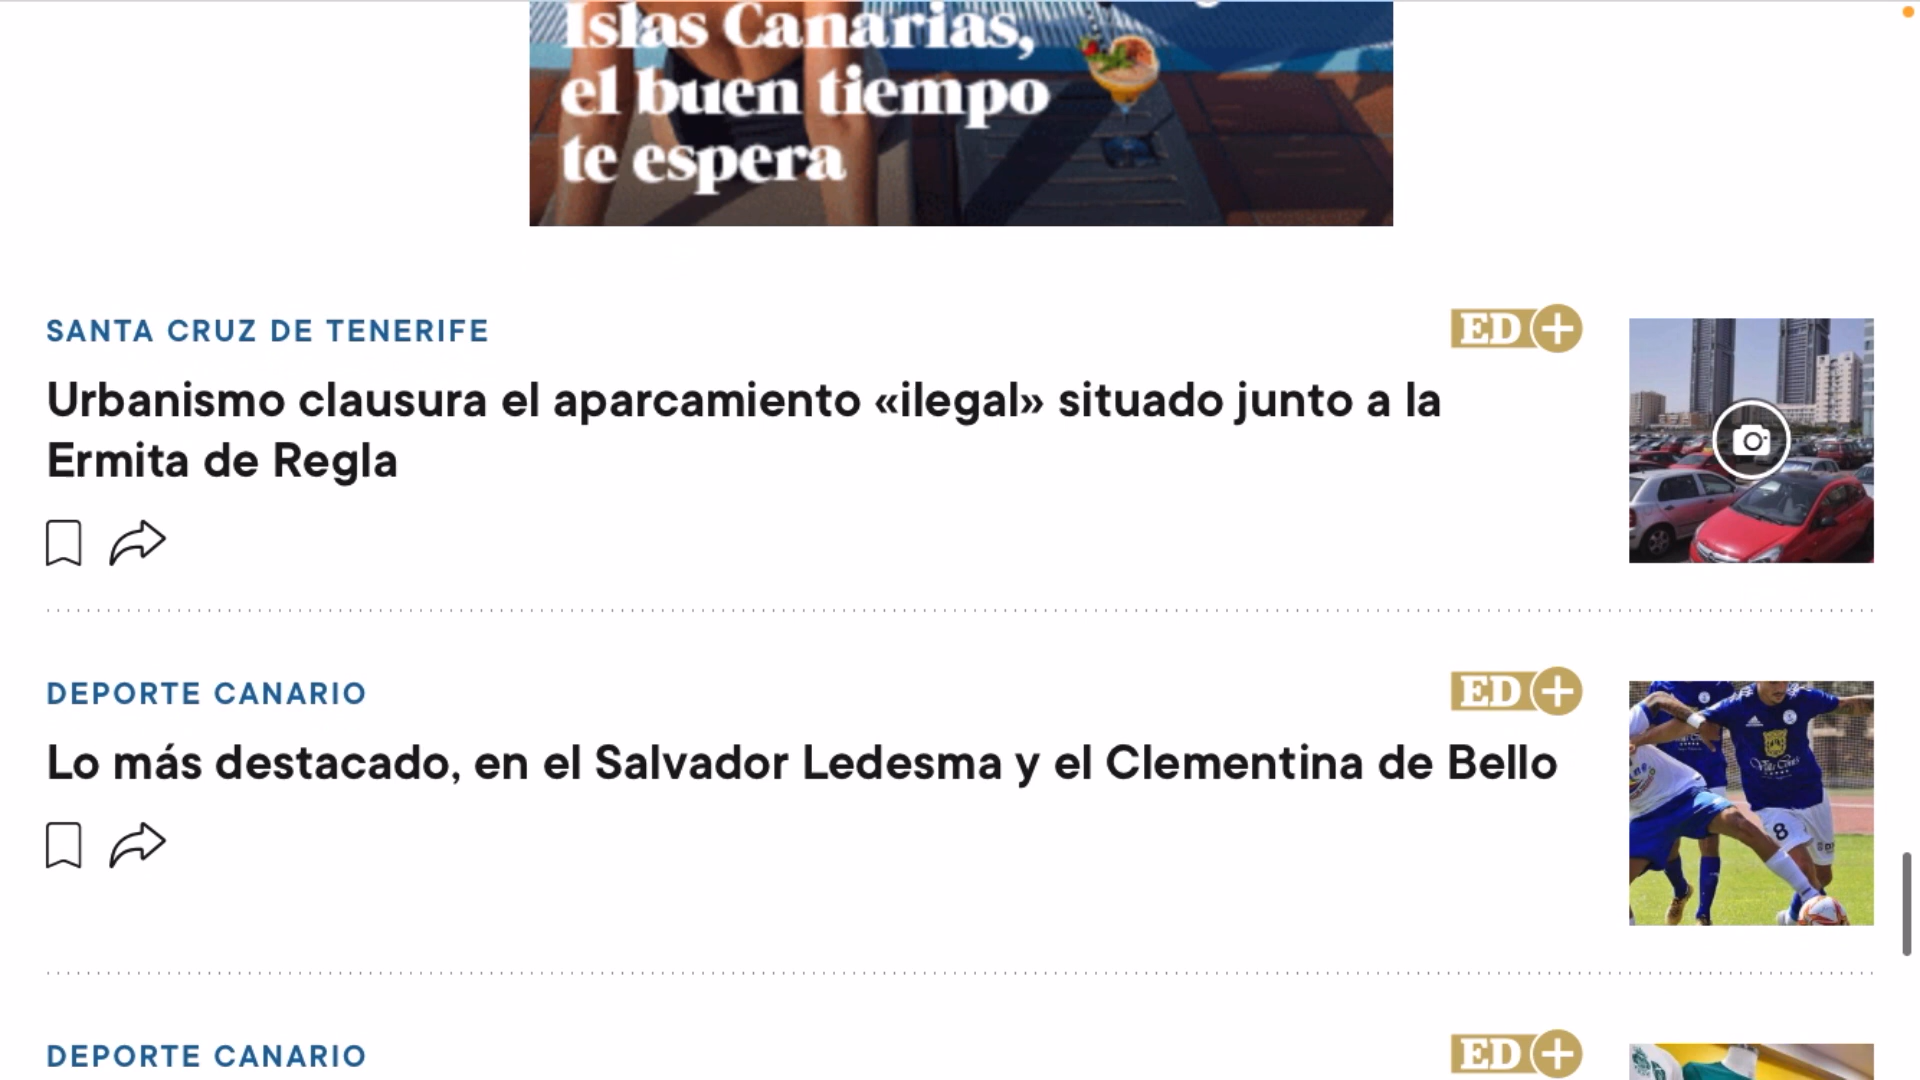 Islas Canarias,
el buen tiempo
te espera
SANTA CRUZ DE TENERIFE
ED+
Urbanismo clausura el aparcamiento «ilegal» situado junto a la
Ermita de Regla
DEPORTE CANARIO
ED+
Lo más destacado, en el Salvador Ledesma y el Clementina de Bello
8
DEPORTE CANARIO
ED+